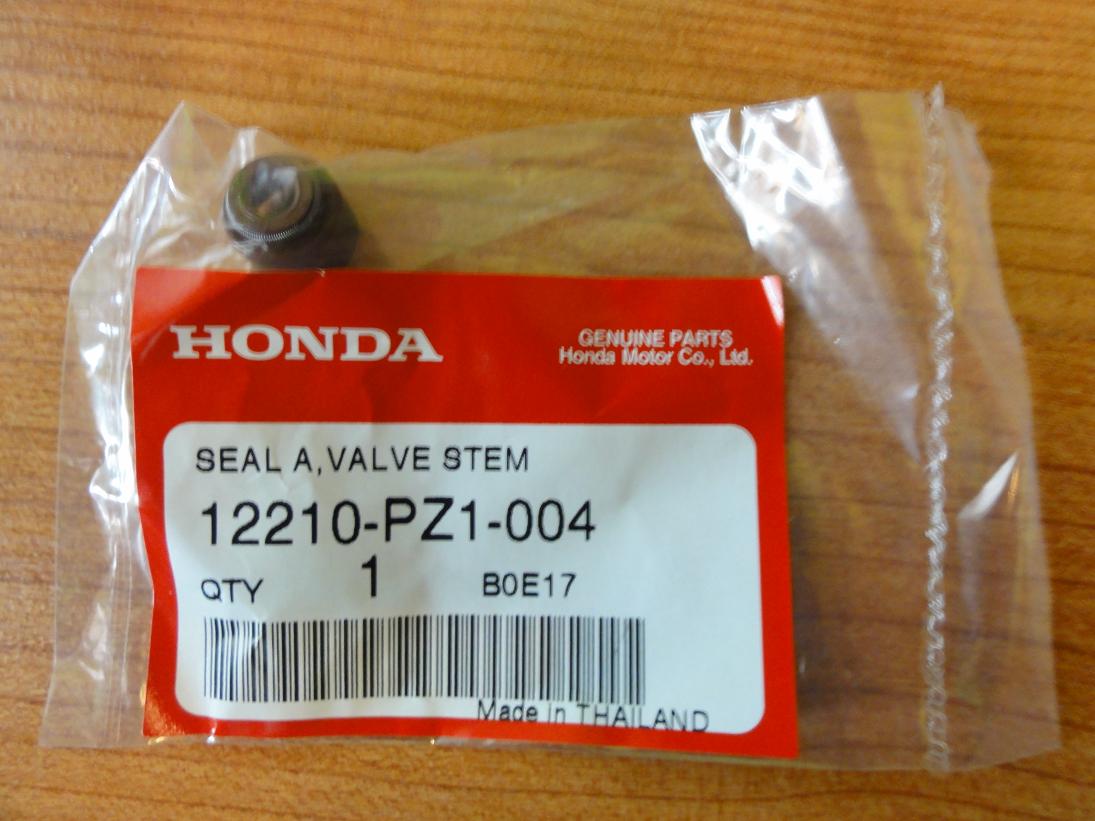 HONDA
GENUINE PARTS
Honda Motor Co., Ltd.
SEAL A,VALVE STEM
12210-PZ1-004
QTY 1 B0E17
Made in THAILAND